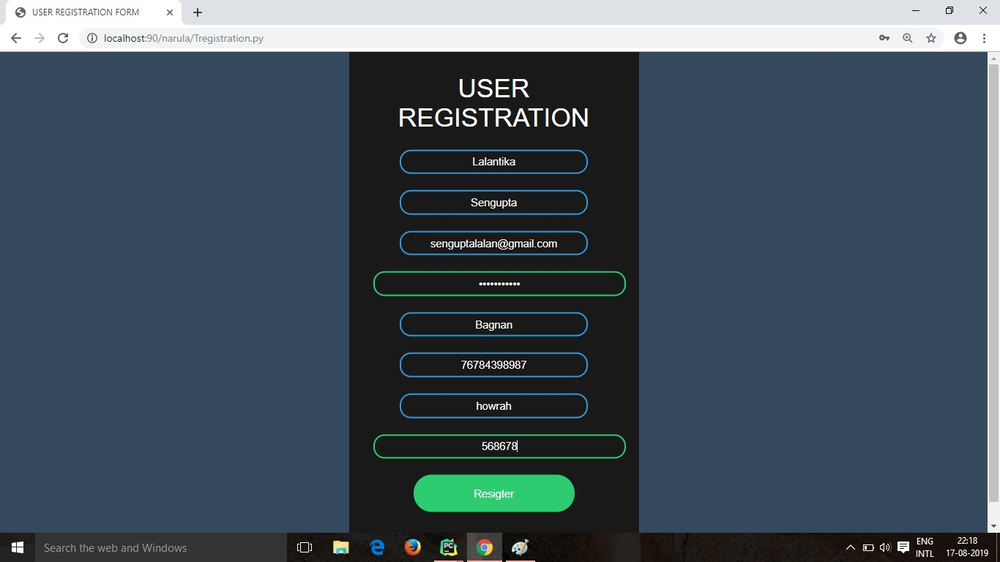 USER REGISTRATION FORM
localhost:90/narula/Tregistration.py
USER
REGISTRATION
Lalantika
Sengupta
senguptalalan@gmail.com
•••••••••••
Bagnan
76784398987
howrah
568678
Resigter
Search the web and Windows
PC
ENG
INTL
22:18
17-08-2019